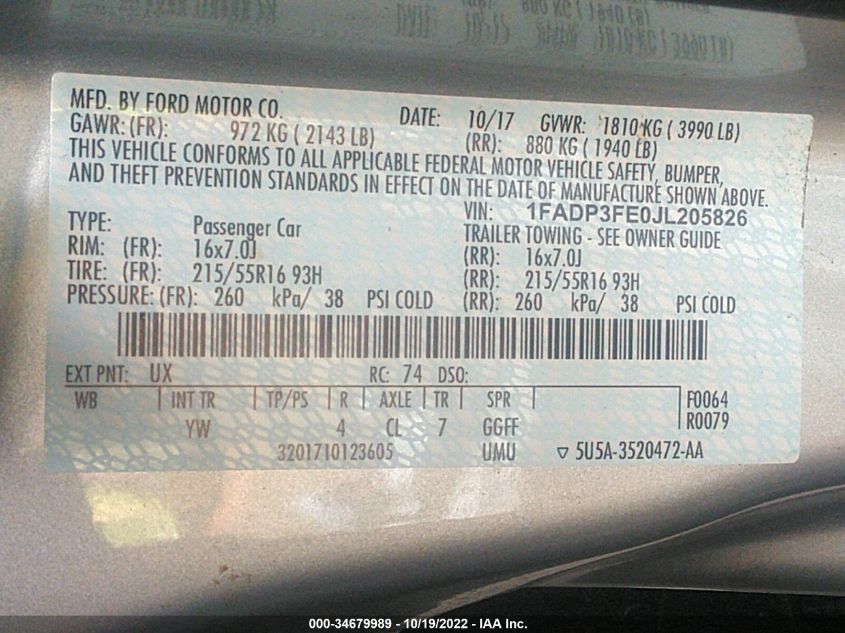 MFD. BY FORD MOTOR CO. DATE: 10/17 GVWR: 1810 KG ( 3990 LB)
GAWR: (FR): 972 KG ( 2143 LB) (RR): 880 KG ( 1940 LB)
THIS VEHICLE CONFORMS TO ALL APPLICABLE FEDERAL MOTOR VEHICLE SAFETY, BUMPER,
AND THEFT PREVENTION STANDARDS IN EFFECT ON THE DATE OF MANUFACTURE SHOWN ABOVE.
VIN: 1FADP3FE0JL205826
TYPE: Passenger Car TRAILER TOWING - SEE OWNER GUIDE
RIM: (FR): 16x7.0J (RR): 16x7.0J
TIRE: (FR): 215/55R16 93H (RR): 215/55R16 93H
PRESSURE: (FR): 260 kPa/ 38 PSI COLD (RR): 260 kPa/ 38 PSI COLD
EXT PNT: UX RC: 74 DSO:
WB INT TR TP/PS R AXLE TR SPR F0064
YW 4 CL 7 GGFF R0079
3201710123605 UMU ▽ 5U5A-3520472-AA
000-34679989 - 10/19/2022 - IAA Inc.